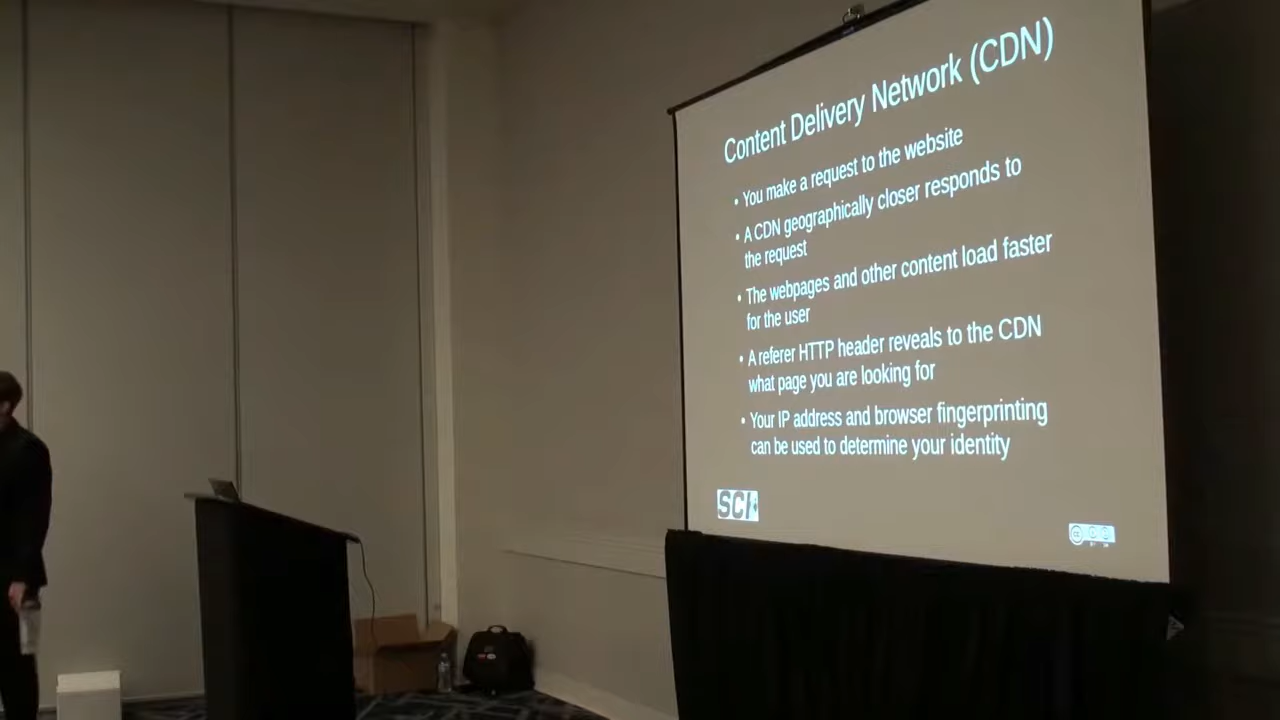 Content Delivery Network (CDN)
• You make a request to the website
• A CDN geographically closer responds to
the request
• The webpages and other content load faster
for the user
• A referer HTTP header reveals to the CDN
what page you are looking for
• Your IP address and browser fingerprinting
can be used to determine your identity
SCI